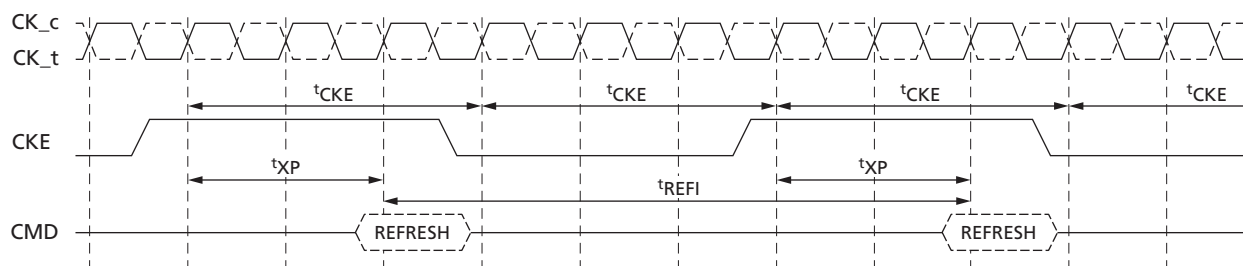 CK_c
CK_t
tCKE tCKE tCKE tCKE
CKE
tXP tXP
tREFI
CMD REFRESH REFRESH